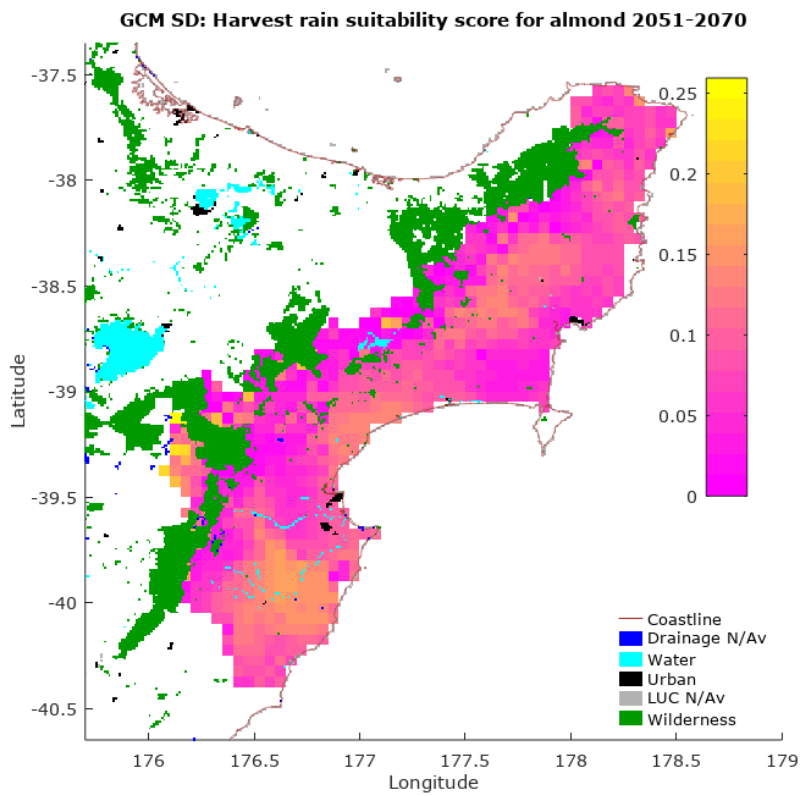 GCM SD: Harvest rain suitability score for almond 2051-2070
-37.5
-38
-38.5
-39
-39.5
-40
-40.5
Latitude
176
176.5
177
177.5
178
178.5
179
Longitude
0.25
0.2
0.15
0.1
0.05
0
Coastline
Drainage N/Av
Water
Urban
LUC N/Av
Wilderness